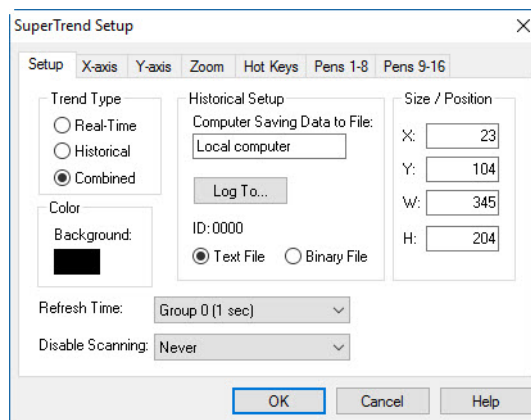 SuperTrend Setup
Setup X-axis Y-axis Zoom Hot Keys Pens 1-8 Pens 9-16
Trend Type
Real-Time
Historical
Combined
Color
Background:
Historical Setup
Computer Saving Data to File:
Local computer
Log To...
ID: 0000
Text File Binary File
Size / Position
X: 23
Y: 104
W: 345
H: 204
Refresh Time: Group 0 (1 sec)
Disable Scanning: Never
OK Cancel Help